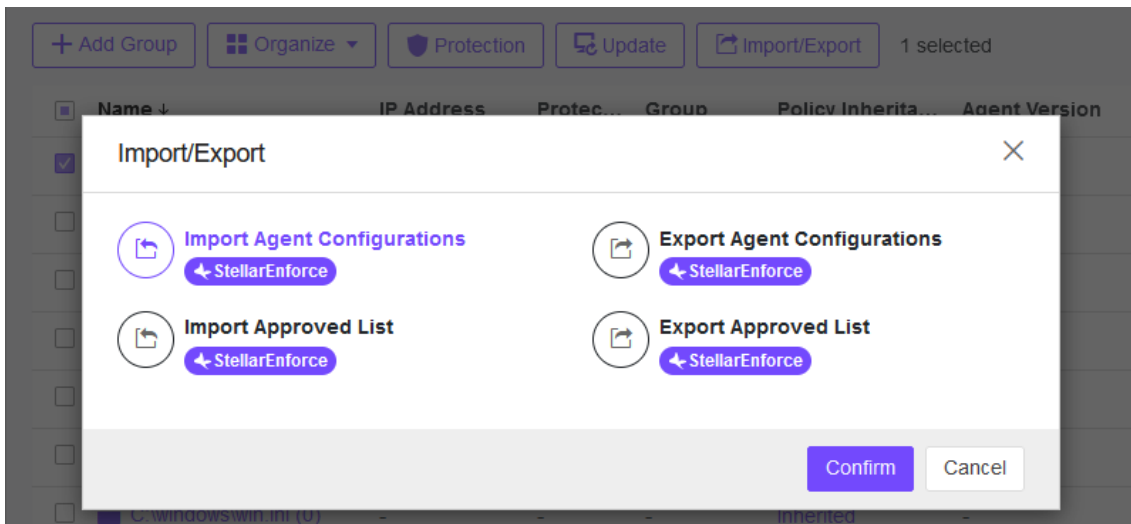 Add Group Organize Protection Update Import/Export 1 selected
Name IP Address Protec... Group Policy Inherita... Agent Version
Import/Export
Import Agent Configurations Export Agent Configurations
StellarEnforce StellarEnforce
Import Approved List Export Approved List
StellarEnforce StellarEnforce
Confirm Cancel
C:\windows\win.ini (0) - - - Inherited -